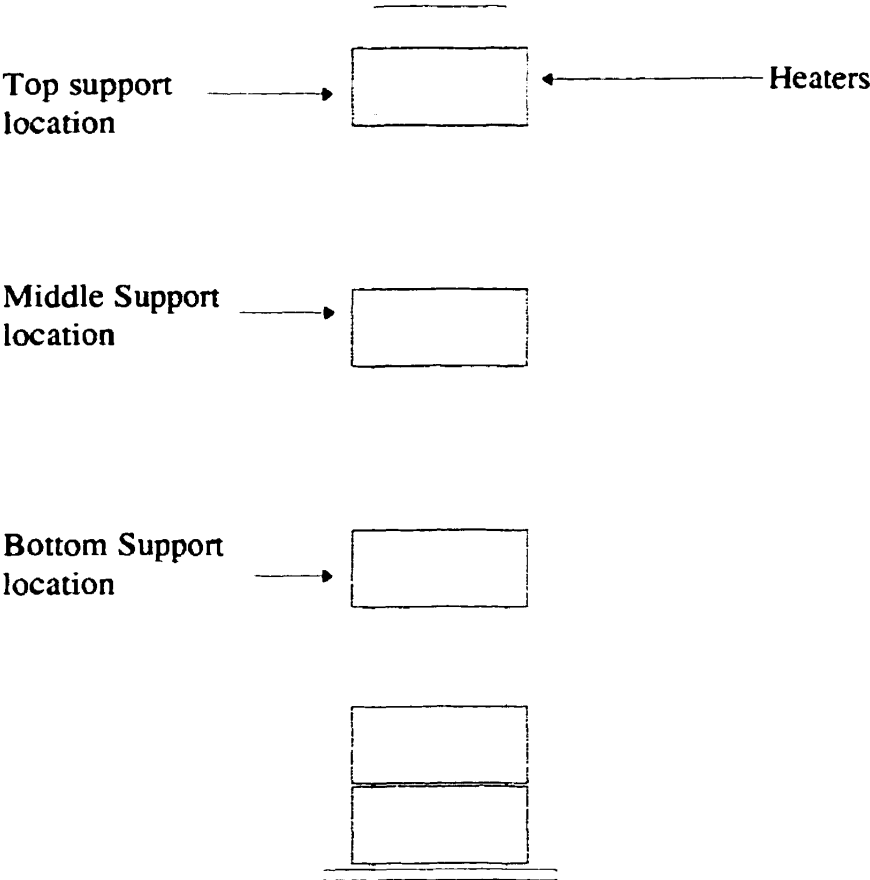 Top support
location
Heaters
Middle Support
location
Bottom Support
location